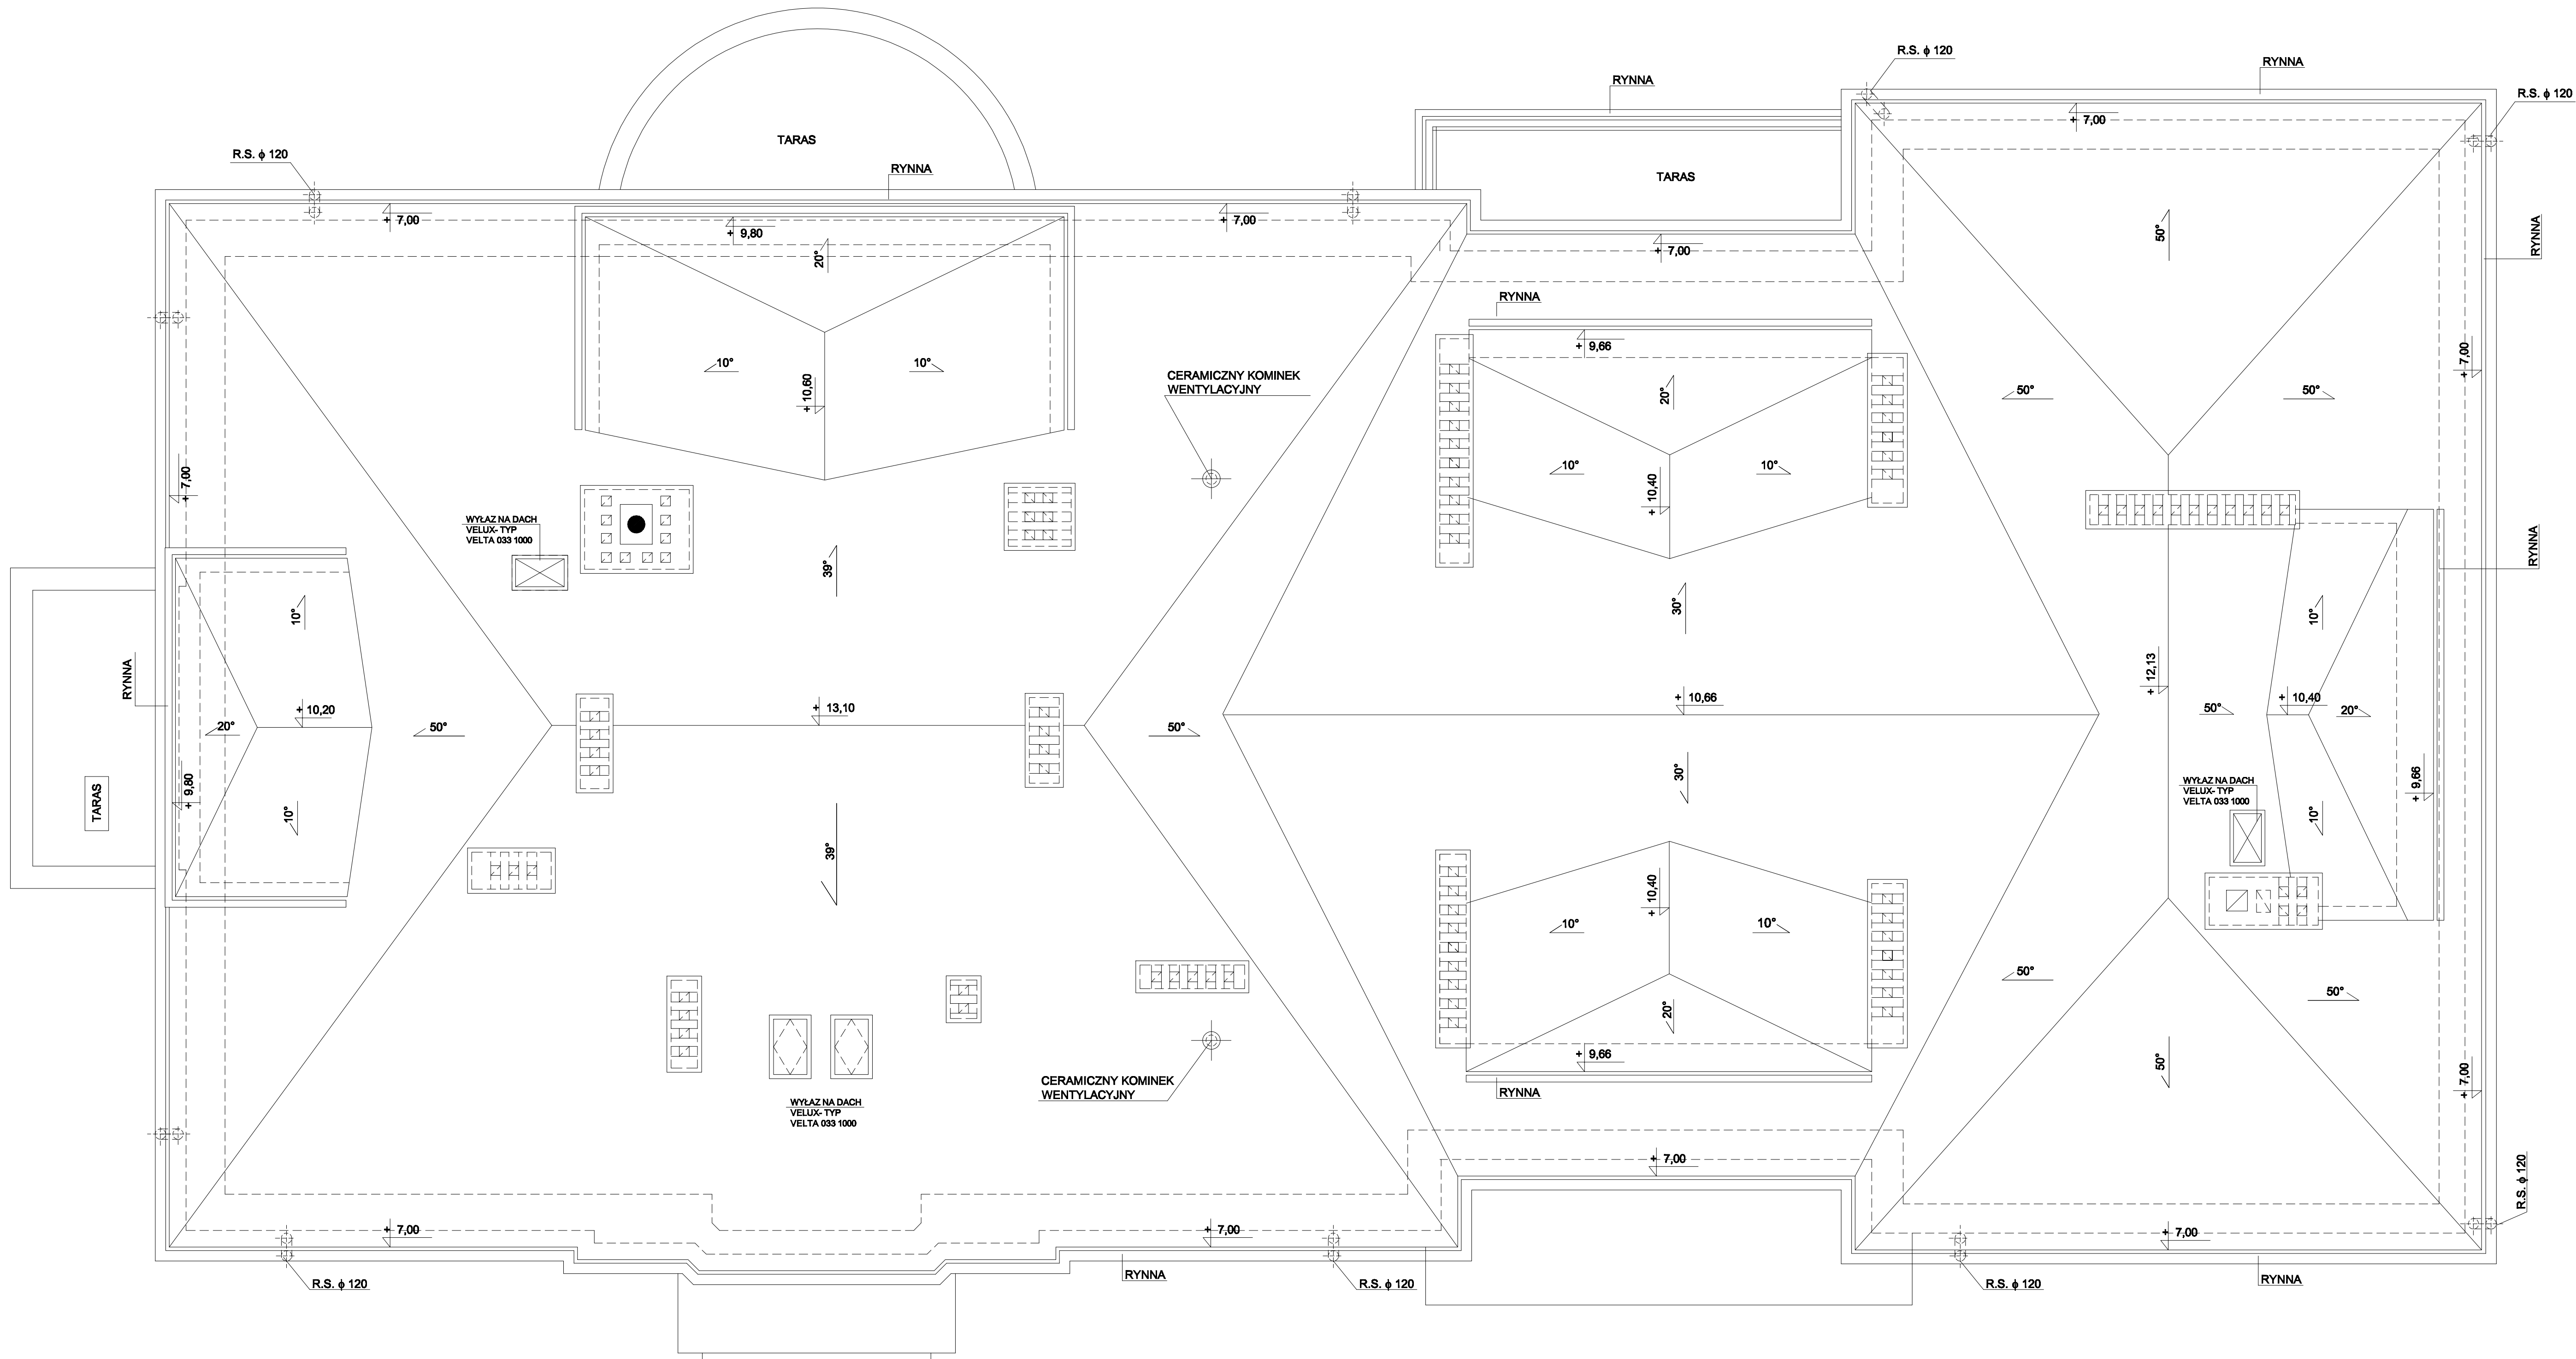 R.S. ϕ 120
RYNNA
RYNNA
R.S. ϕ 120
+ 7,00
TARAS
R.S. ϕ 120
RYNNA
TARAS
+ 7,00
+ 7,00
+ 9,80
20°
+ 7,00
50°
RYNNA
RYNNA
+ 9,66
10°
10°
+ 10,60
CERAMICZNY KOMINEK
WENTYLACYJNY
20°
50°
50°
+ 7,00
10°
10°
+ 10,40
+ 7,00
WYŁAZ NA DACH
VELUX- TYP
VELTA 033 1000
39°
RYNNA
30°
10°
10°
RYNNA
+ 10,20
20°
50°
+ 13,10
50°
+ 10,66
+ 12,13
50°
+ 10,40
20°
+ 9,80
TARAS
10°
39°
30°
WYŁAZ NA DACH
VELUX- TYP
VELTA 033 1000
+ 9,66
10°
+ 10,40
10°
10°
50°
50°
20°
+ 9,66
CERAMICZNY KOMINEK
WENTYLACYJNY
RYNNA
WYŁAZ NA DACH
VELUX- TYP
VELTA 033 1000
50°
+ 7,00
+ 7,00
R.S. ϕ 120
+ 7,00
+ 7,00
+ 7,00
RYNNA
RYNNA
R.S. ϕ 120
R.S. ϕ 120
R.S. ϕ 120